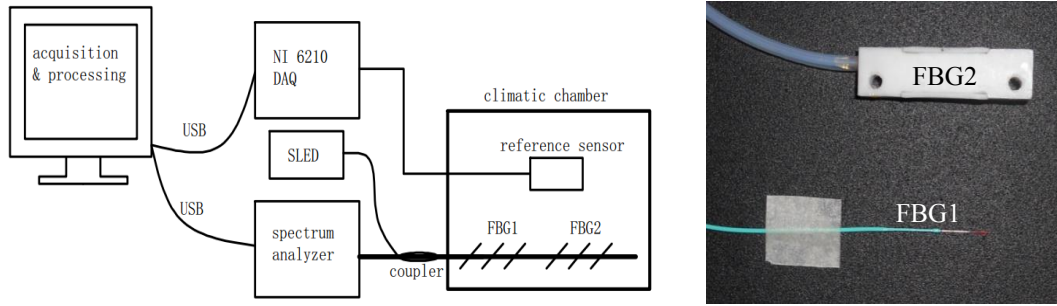 acquisition
& processing
NI 6210
DAQ
USB
SLED
climatic chamber
reference sensor
USB
spectrum
analyzer
coupler
FBG1
FBG2
FBG2
FBG1